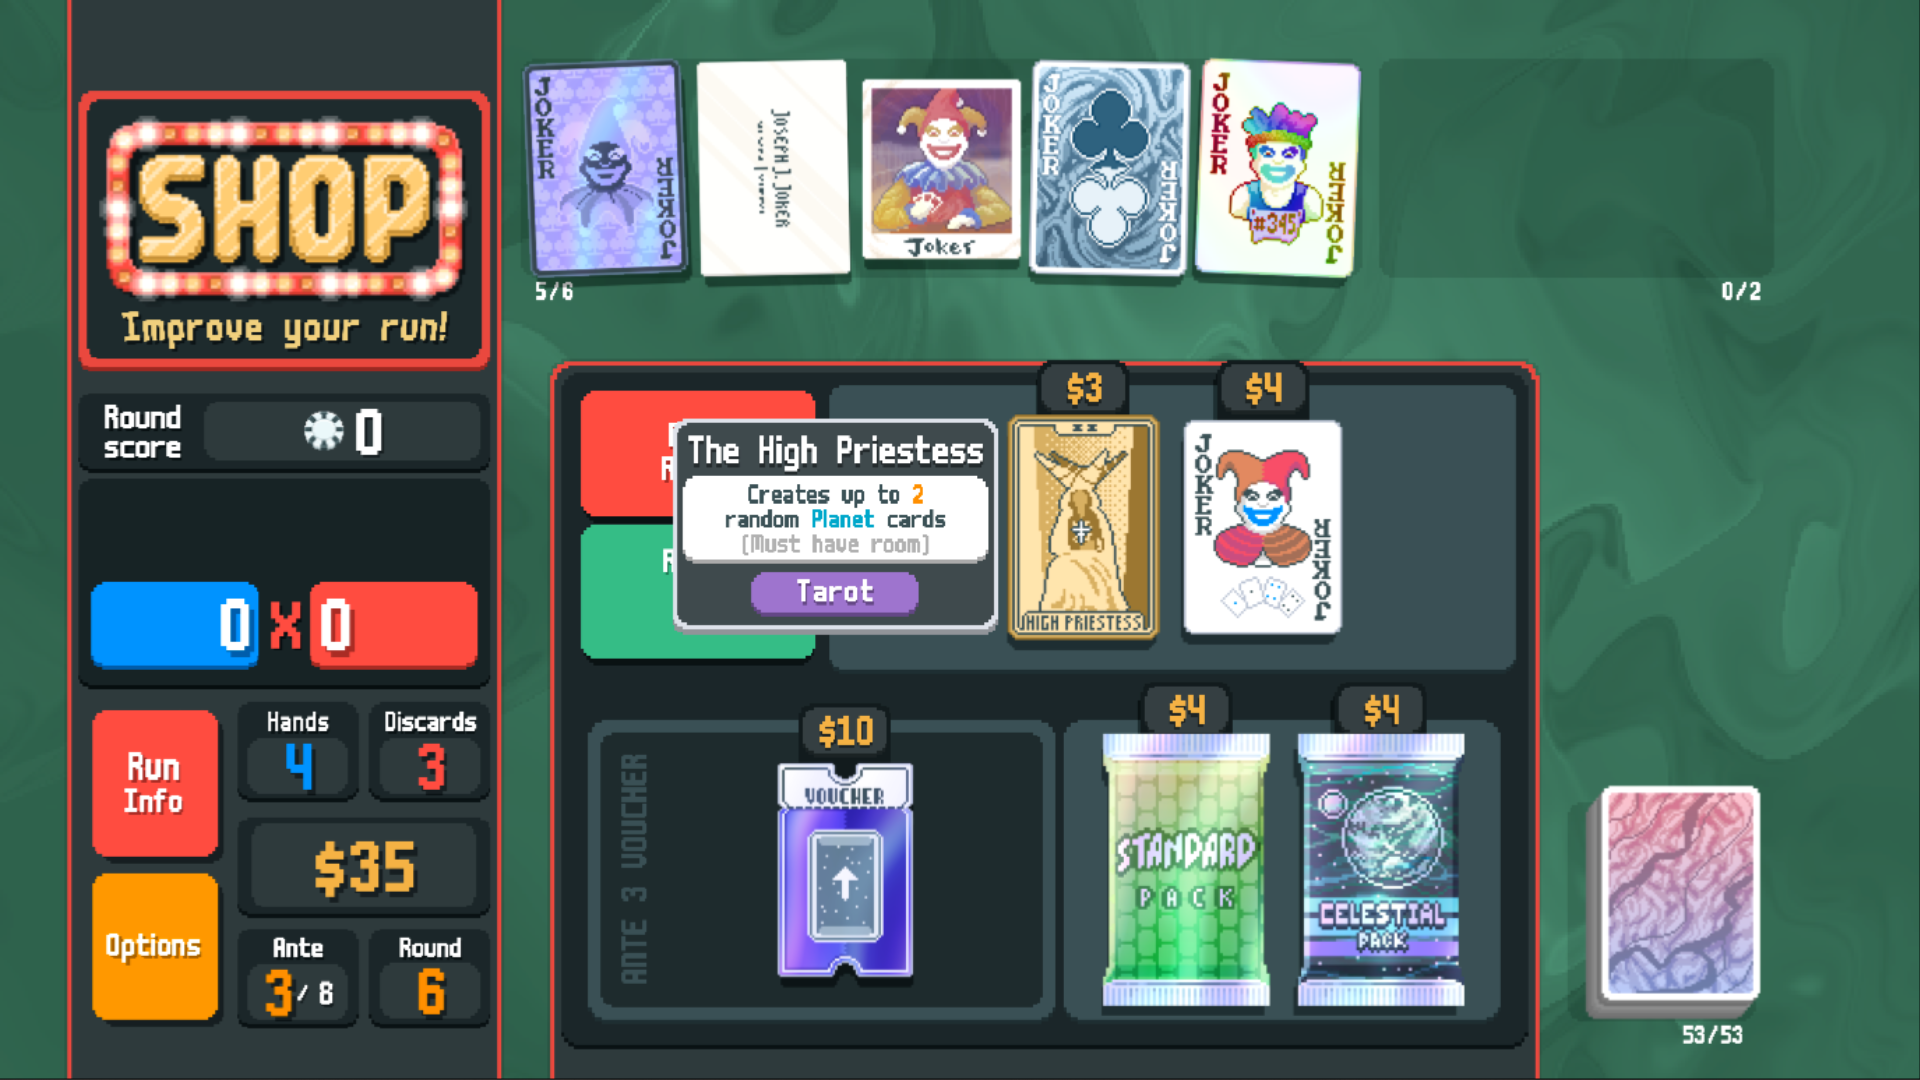 JOKER
JOKER
JOSEPH J. JOKER
Joker
JOKER
JOKER
JOKER
#345
JOKER
5/6
0/2
SHOP
Improve your run!
Round
score
0
0 X 0
Run
Info
Options
Hands
4
Discards
3
$35
Ante
3/ 8
Round
6
The High Priestess
Creates up to 2
random Planet cards
(Must have room)
Tarot
$3
II
HIGH PRIESTESS
$4
JOKER
JOKER
ANTE 3 VOUCHER
$10
VOUCHER
$4
STANDARD
PACK
$4
CELESTIAL
PACK
53/53